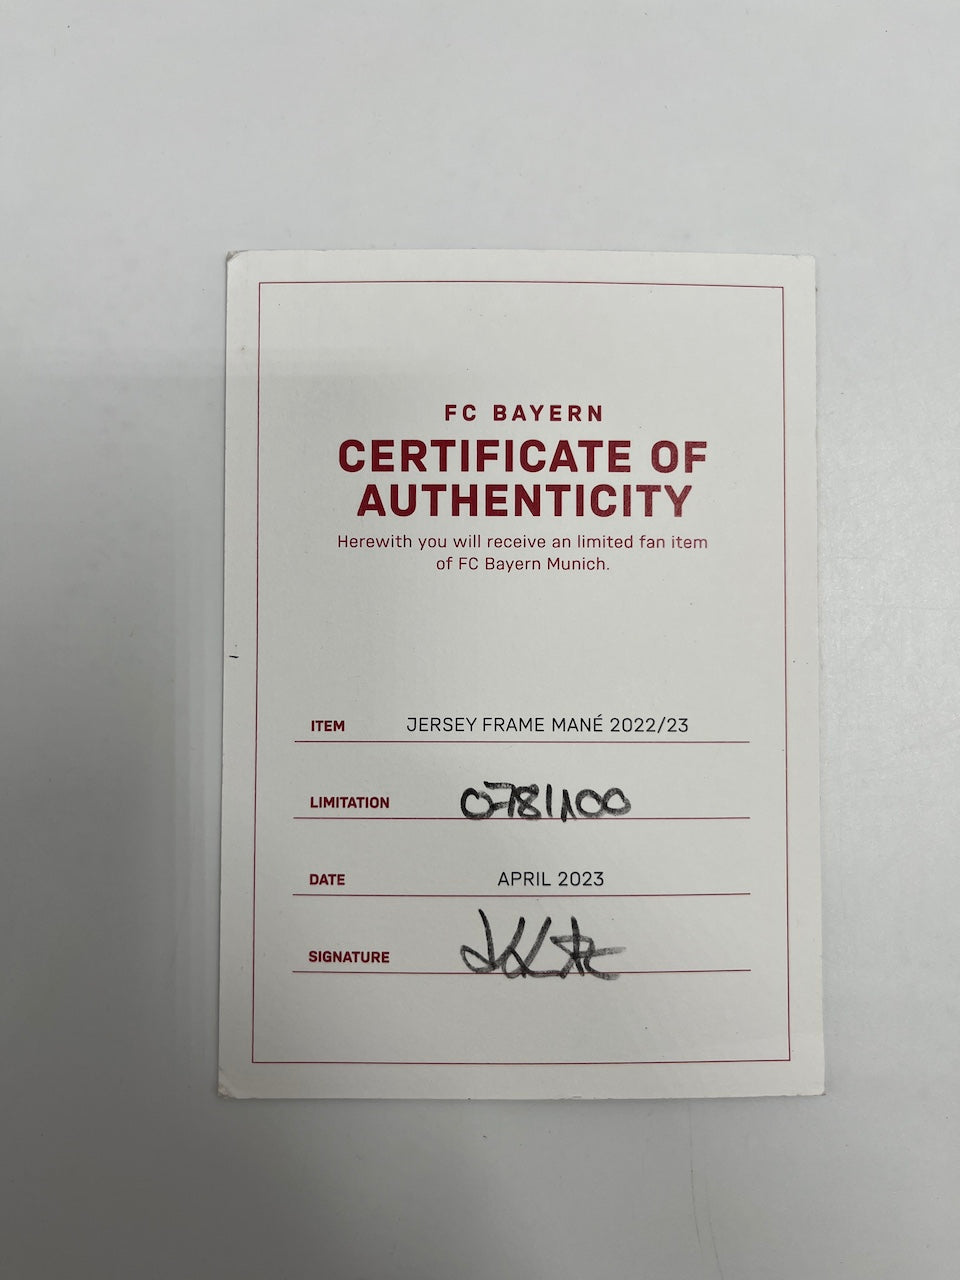 FC BAYERN
CERTIFICATE OF
AUTHENTICITY
Herewith you will receive an limited fan item
of FC Bayern Munich.
ITEM JERSEY FRAME MANÉ 2022/23
LIMITATION 078/100
DATE APRIL 2023
SIGNATURE